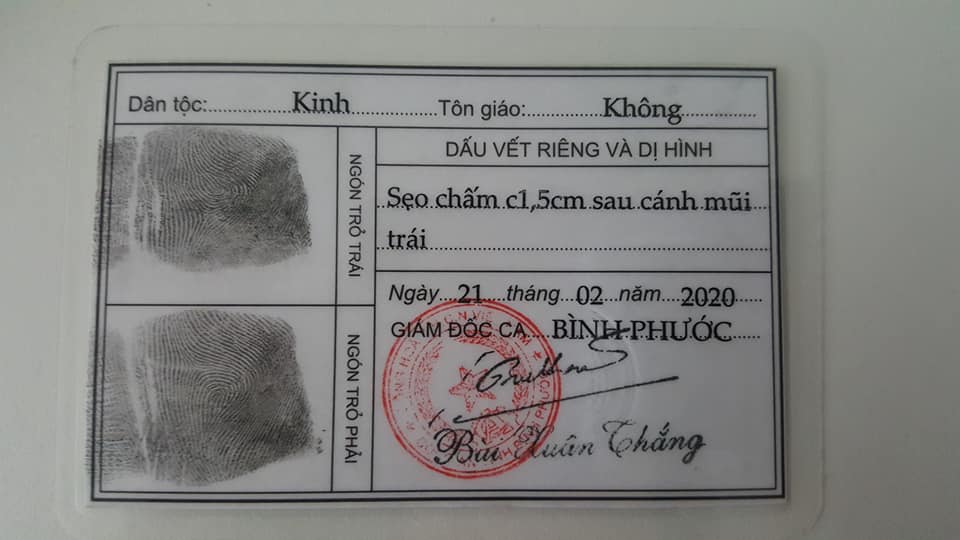 Dân tộc: Kinh Tôn giáo: Không
NGÓN TRỎ TRÁI
DẤU VẾT RIÊNG VÀ DỊ HÌNH
Sẹo chấm c1,5cm sau cánh mũi
trái
NGÓN TRỎ PHẢI
Ngày 21 tháng 02 năm 2020
GIÁM ĐỐC CA BÌNH PHƯỚC
Bùi Xuân Thắng